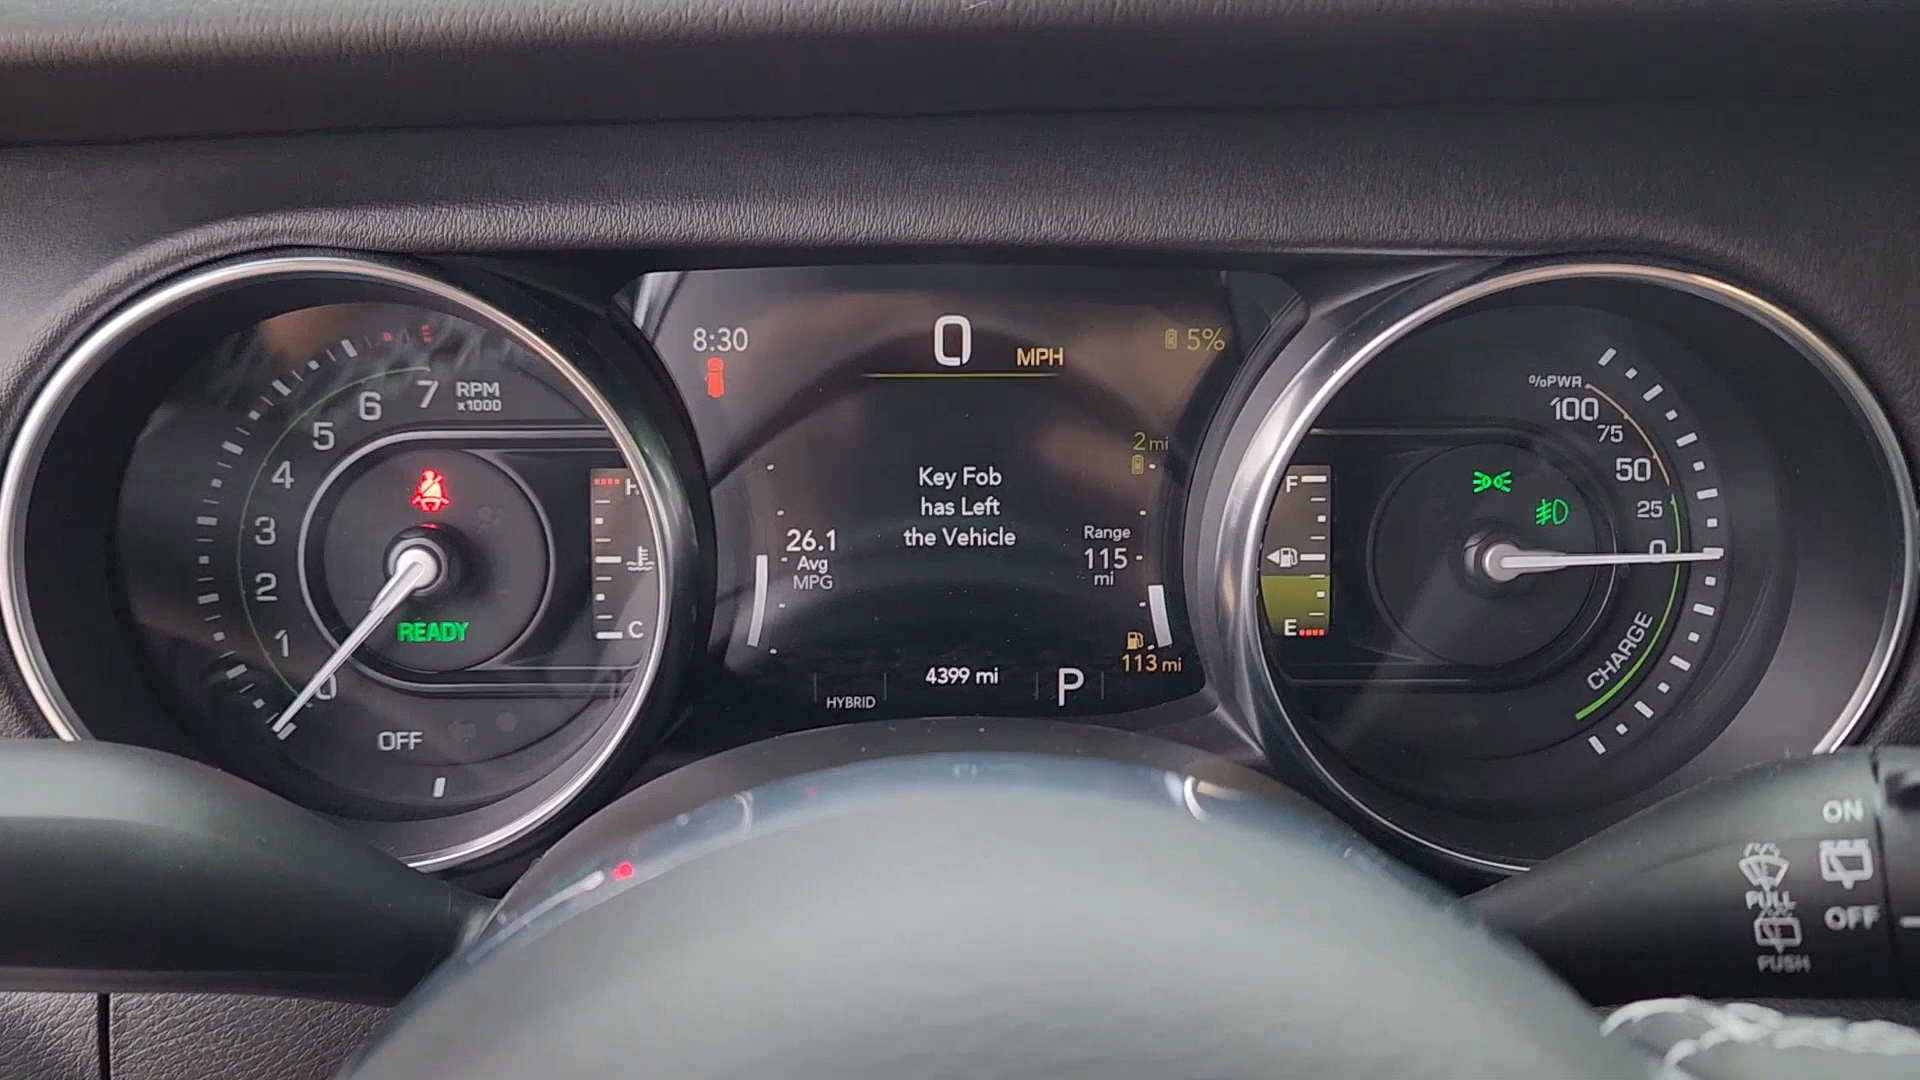 8:30
0 MPH
5%
7 RPM
x1000
6
5
4
3
2
1
0
READY
OFF
H
C
2 mi
Key Fob
has Left
the Vehicle
26.1
Avg
MPG
Range
115
mi
113 mi
4399 mi
HYBRID
P
F
E
%PWR
100
75
50
25
0
CHARGE
ON
PULL
OFF
PUSH